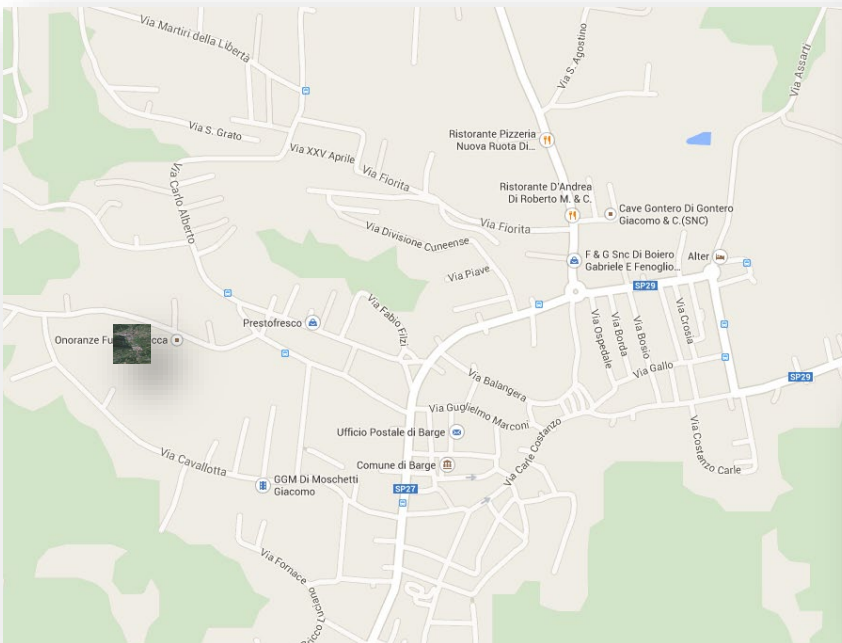 Via Martiri della Libertà
Via S. Agostino
Via Assarti
Via S. Grato
Via XXV Aprile
Ristorante Pizzeria
Nuova Ruota Di...
Via Fiorita
Via Carlo Alberto
Ristorante D'Andrea
Di Roberto M. & C.
Cave Gontero Di Gontero
Giacomo & C.(SNC)
Via Fiorita
Via Divisione Cuneense
F & G Snc Di Boiero
Gabriele E Fenoglio...
Alter
Via Piave
SP29
Via Fabio Filzi
Prestofresco
Via Ospedale
Via Borda
Via Bosio
Via Crosia
Onoranze Fu
cca
Via Gallo
Via Balangera
SP29
Via Guglielmo Marconi
Ufficio Postale di Barge
Via Carle Costanzo
Via Costanzo Carle
Via Cavallotta
Comune di Barge
GGM Di Moschetti
Giacomo
SP27
Via Fornace
Luciano